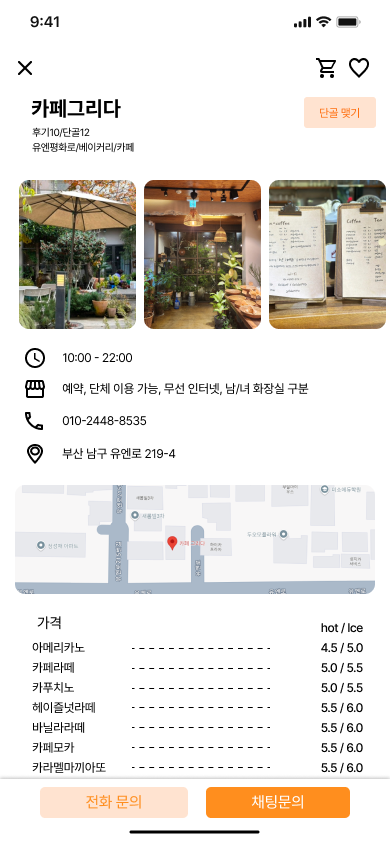 9:41
카페그리다
단골 맺기
후기10/단골12
유엔평화로/베이커리/카페
Coffee
Coffee
Tea
10:00 - 22:00
예약, 단체 이용 가능, 무선 인터넷, 남/녀 화장실 구분
010-2448-8535
부산 남구 유엔로 219-4
가격
hot / Ice
아메리카노 4.5 / 5.0
카페라떼 5.0 / 5.5
카푸치노 5.0 / 5.5
헤이즐넛라떼 5.5 / 6.0
바닐라라떼 5.5 / 6.0
카페모카 5.5 / 6.0
카라멜마끼아또 5.5 / 6.0
전화 문의
채팅문의